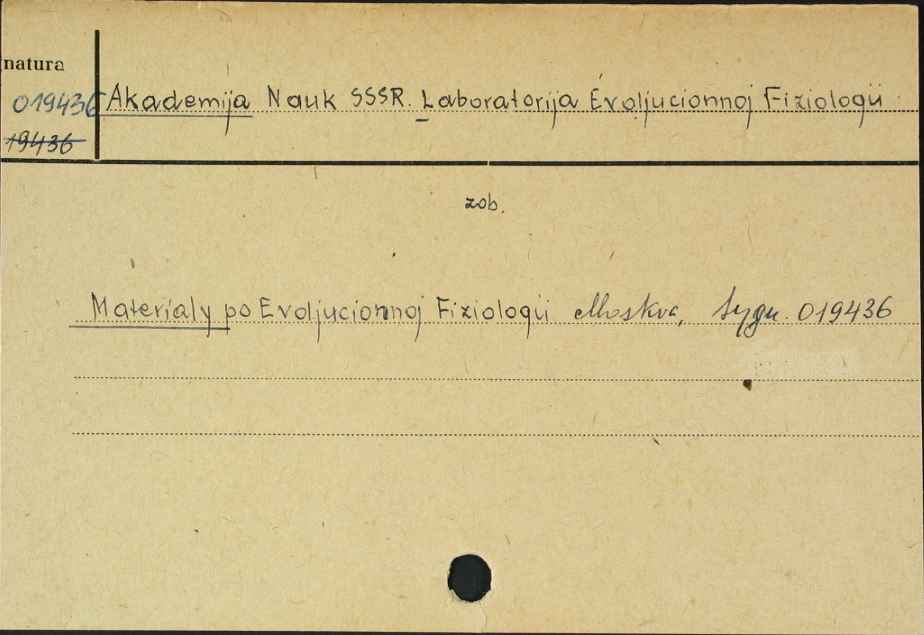 natura
019436 Akademija Nauk SSSR. Laboratorija Evoljucionnoj Fiziologii
19436
zob.
Materialy po Evoljucionnoj Fiziologii Moskva, Sygn. 019436